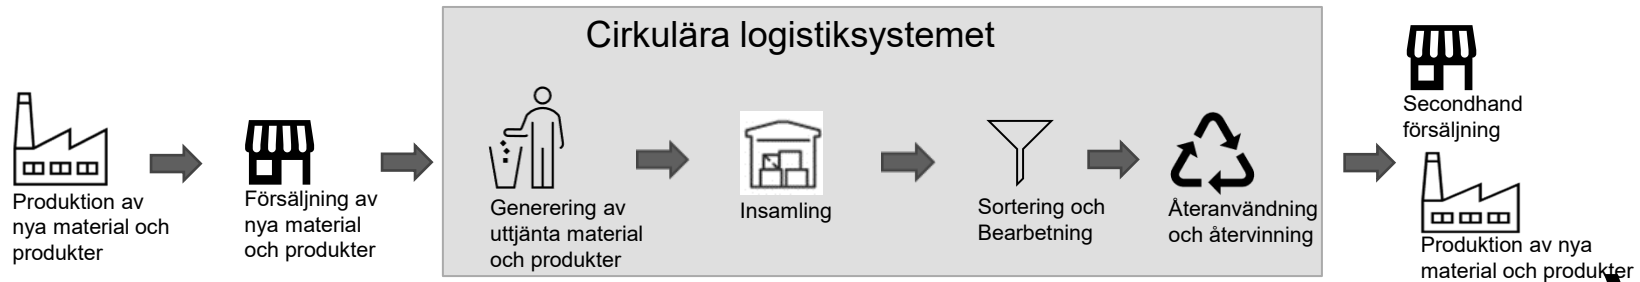 Cirkulära logistiksystemet
Produktion av
nya material och
produkter
Försäljning av
nya material
och produkter
Generering av
uttjänta material
och produkter
Insamling
Sortering och
Bearbetning
Återanvändning
och återvinning
Secondhand
försäljning
Produktion av nya
material och produkter